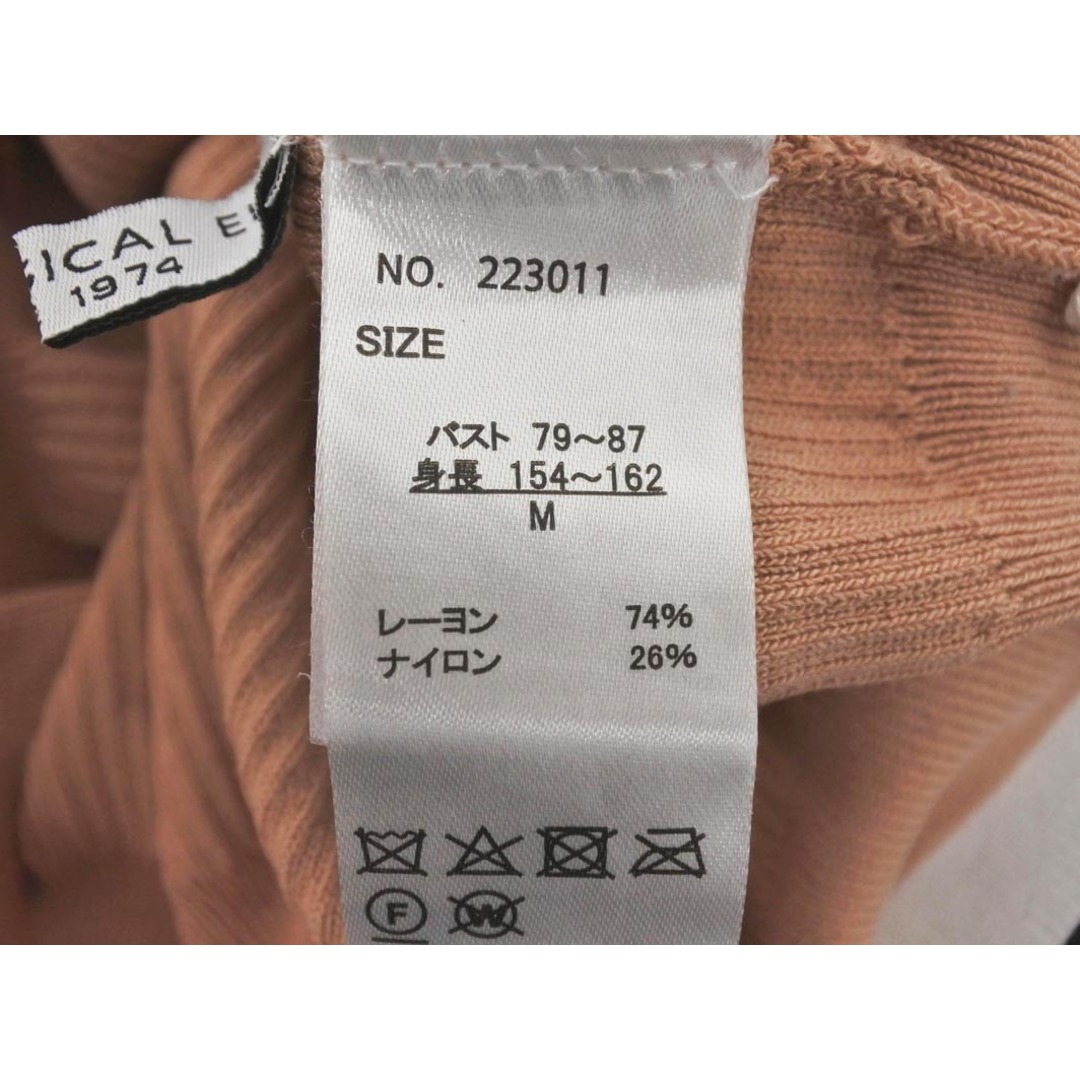 ICAL
1974
NO. 223011
SIZE
バスト 79～87
身長 154～162
M
レーヨン 74%
ナイロン 26%
F
W